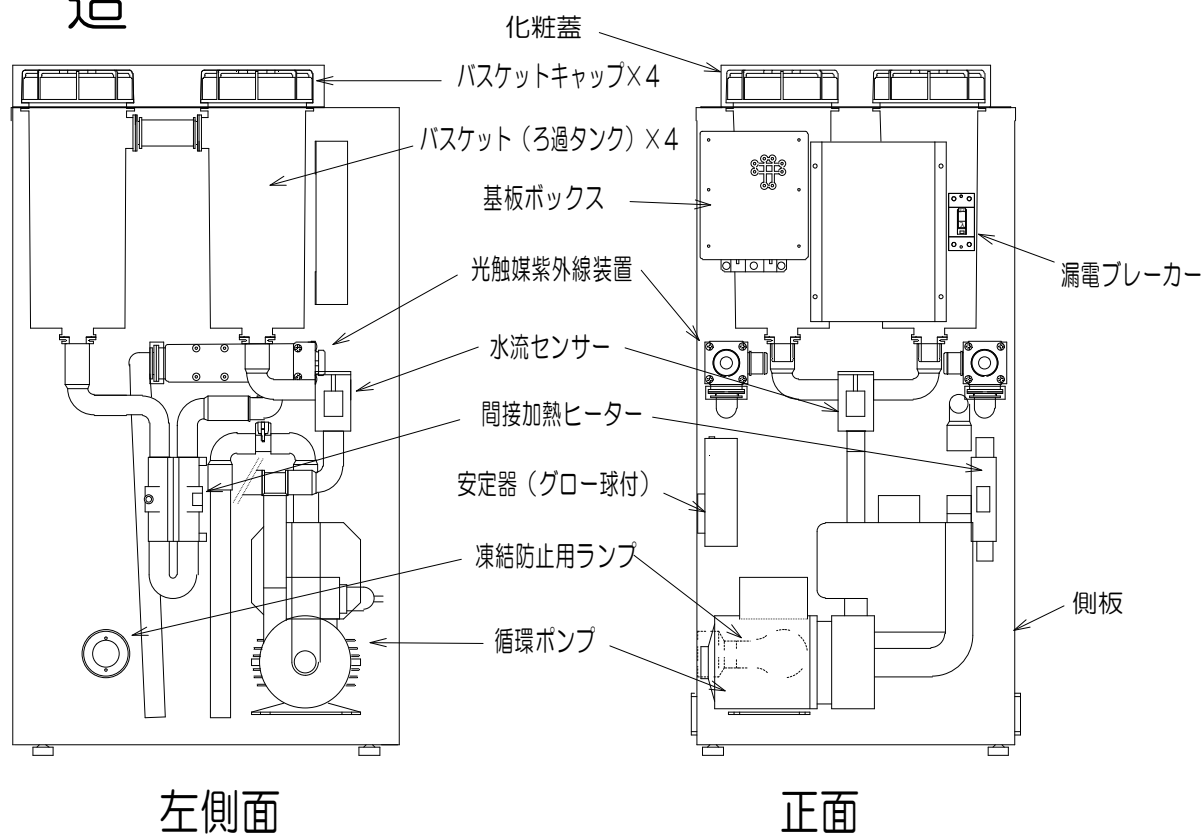 造
化粧蓋
バスケットキャップ×4
バスケット（ろ過タンク）×4
基板ボックス
光触媒紫外線装置
漏電ブレーカー
水流センサー
間接加熱ヒーター
安定器（グロー球付）
凍結防止用ランプ
側板
循環ポンプ
左側面
正面